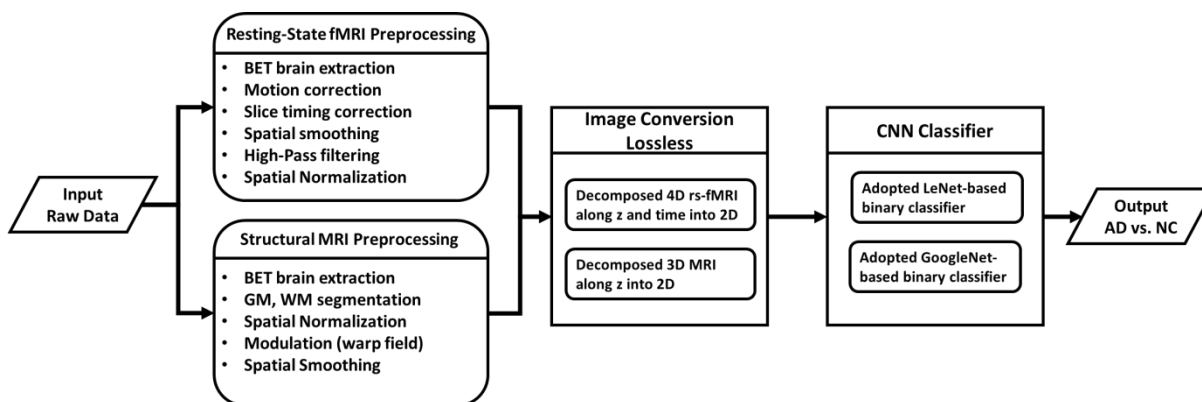 Input
Raw Data
Resting-State fMRI Preprocessing
• BET brain extraction
• Motion correction
• Slice timing correction
• Spatial smoothing
• High-Pass filtering
• Spatial Normalization
Structural MRI Preprocessing
• BET brain extraction
• GM, WM segmentation
• Spatial Normalization
• Modulation (warp field)
• Spatial Smoothing
Image Conversion
Lossless
Decomposed 4D rs-fMRI
along z and time into 2D
Decomposed 3D MRI
along z into 2D
CNN Classifier
Adopted LeNet-based
binary classifier
Adopted GoogleNet-
based binary classifier
Output
AD vs. NC